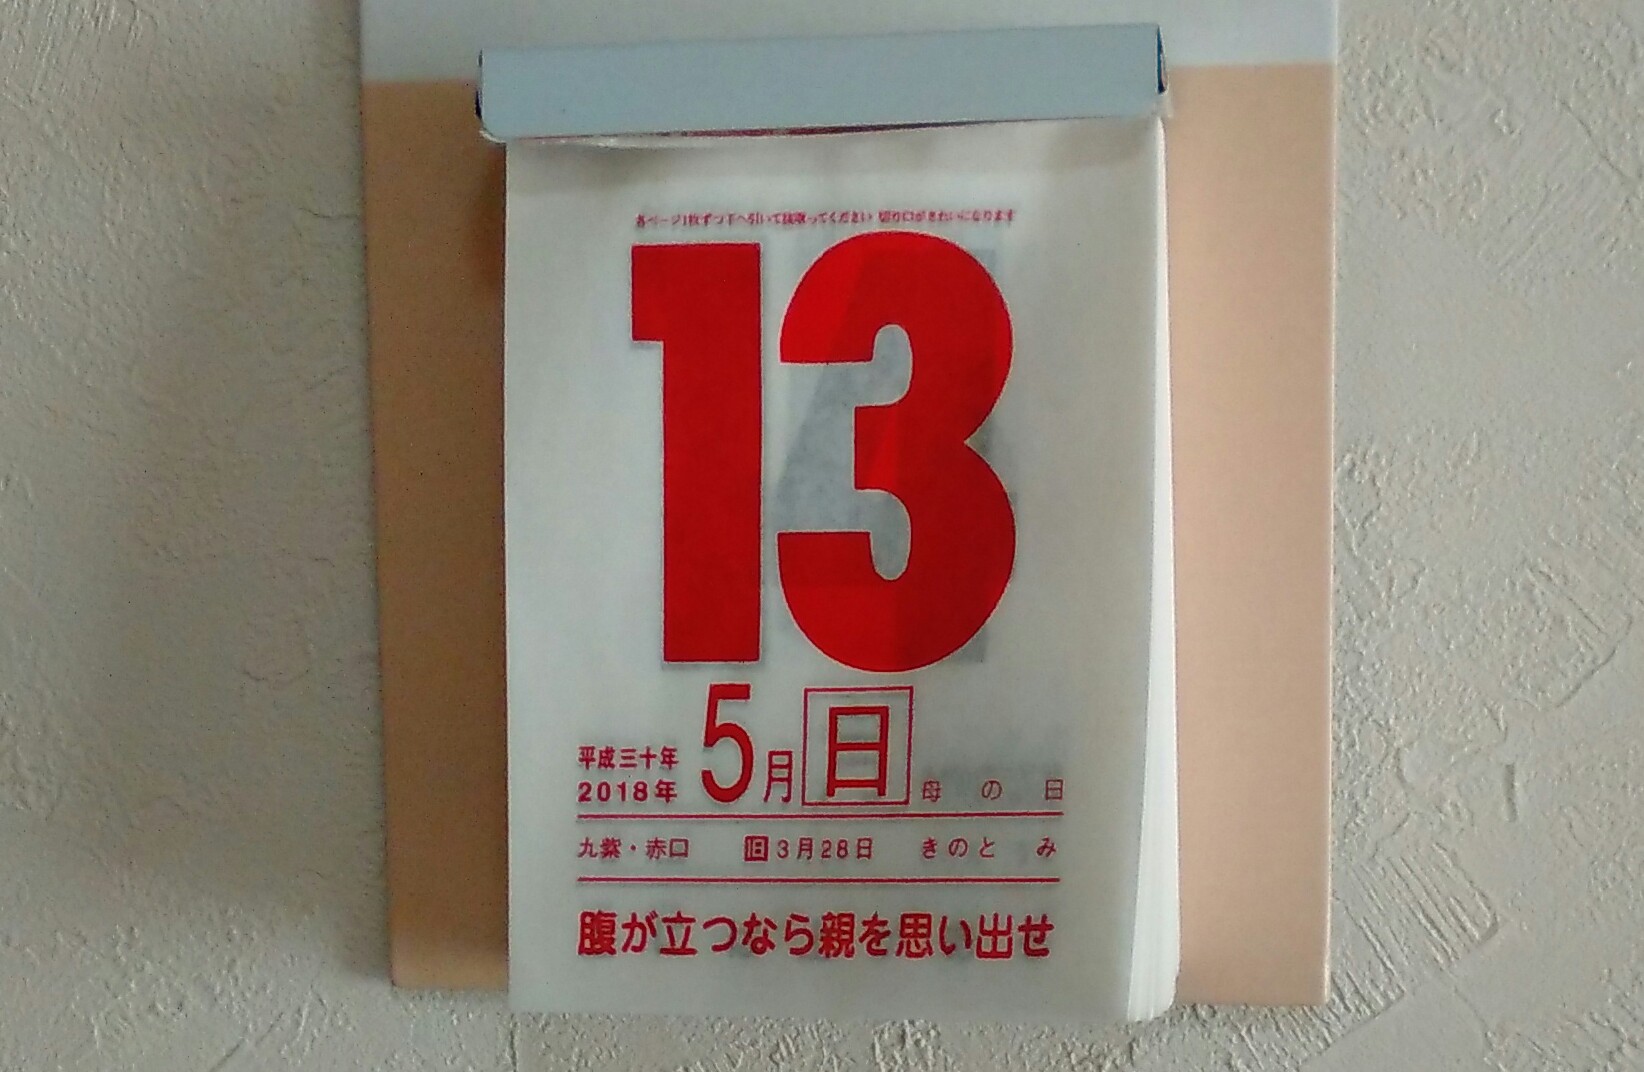 各ページ1枚ずつ下へ引いて抜取ってください 切り口がきれいになります
13
平成三十年
2018年
5月 日 母の日
九紫・赤口 旧3月28日 きのと み
腹が立つなら親を思い出せ